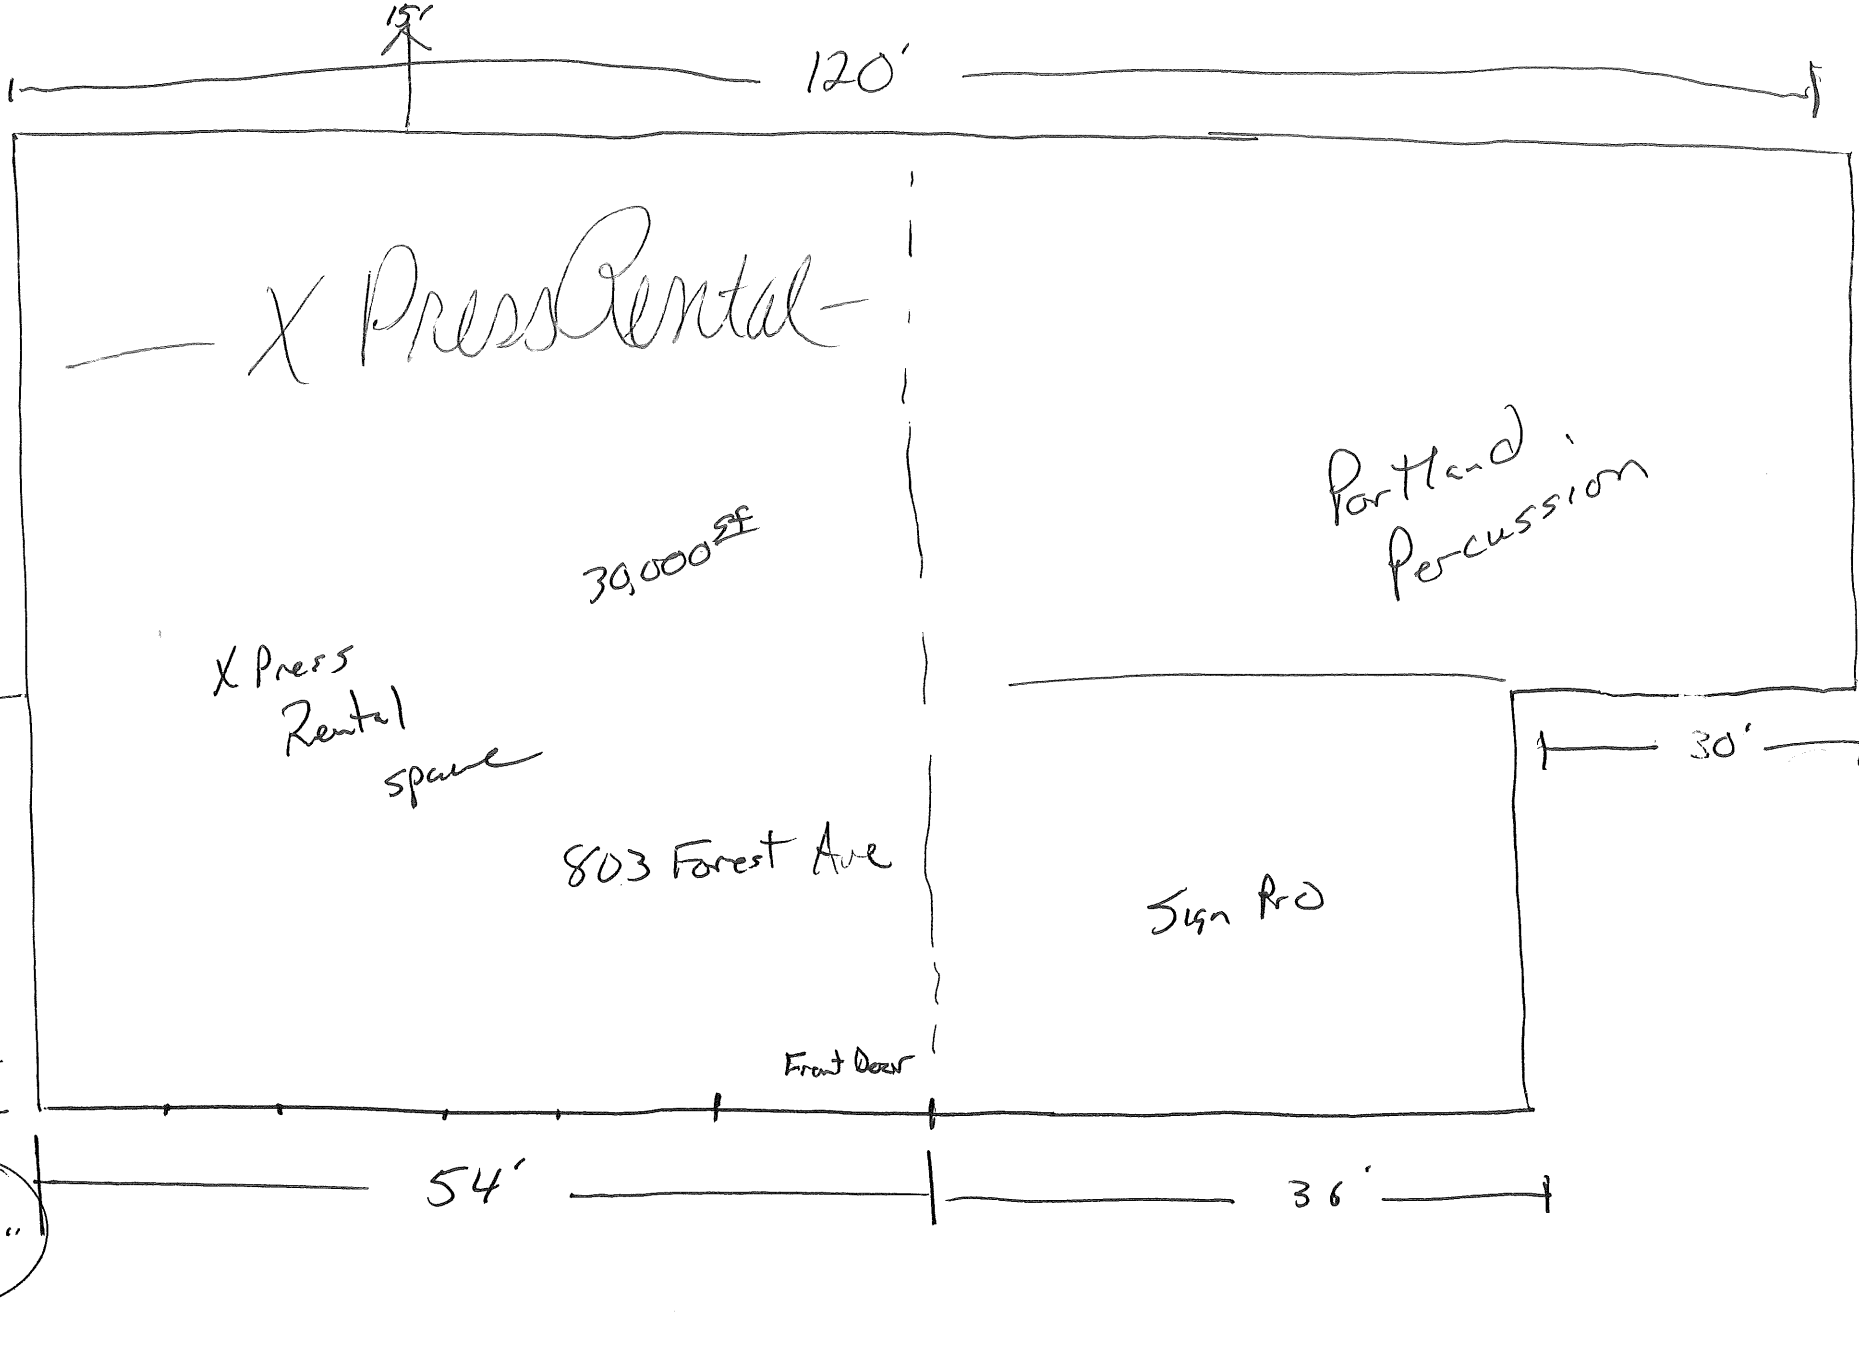 15'
120'
X Press Rental
Portland
Percussion
30,000 SF
X Press
Rental
space
30'
803 Forest Ave
Sign Pro
Front Door
54'
36'
"